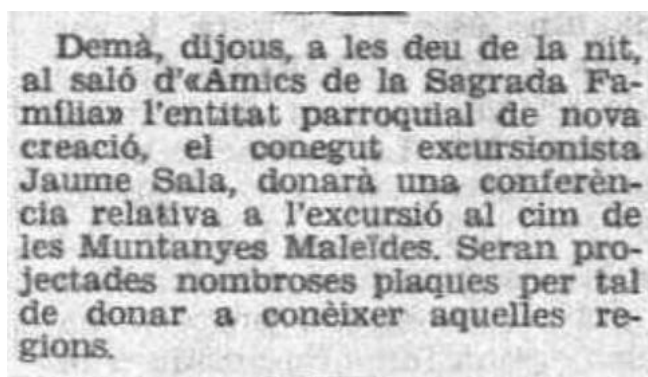 Demà, dijous, a les deu de la nit,
al saló d'«Amics de la Sagrada Fa-
mília» l'entitat parroquial de nova
creació, el conegut excursionista
Jaume Sala, donarà una conferèn-
cia relativa a l'excursió al cim de
les Muntanyes Maleïdes. Seran pro-
jectades nombroses plaques per tal
de donar a conèixer aquelles re-
gions.